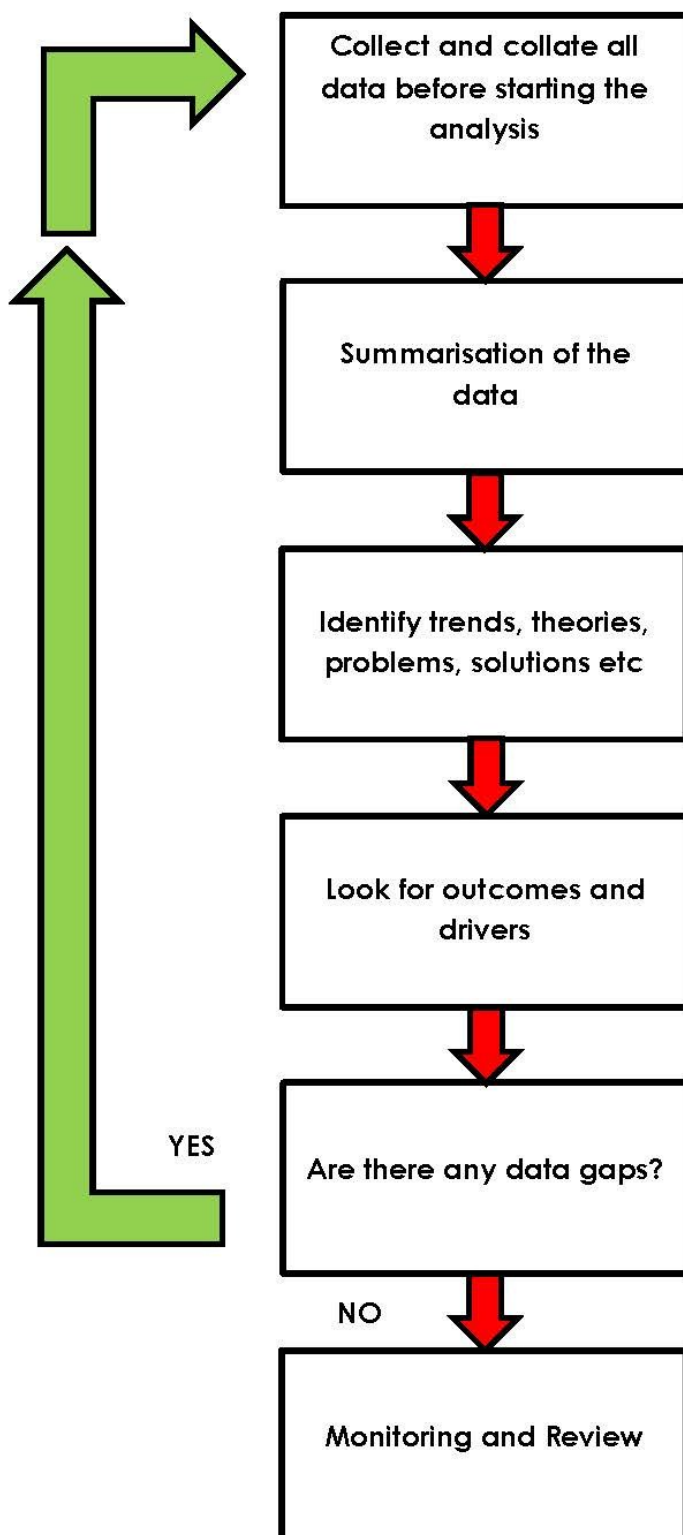 Collect and collate all
data before starting the
analysis
Summarisation of the
data
Identify trends, theories,
problems, solutions etc
Look for outcomes and
drivers
YES
Are there any data gaps?
NO
Monitoring and Review